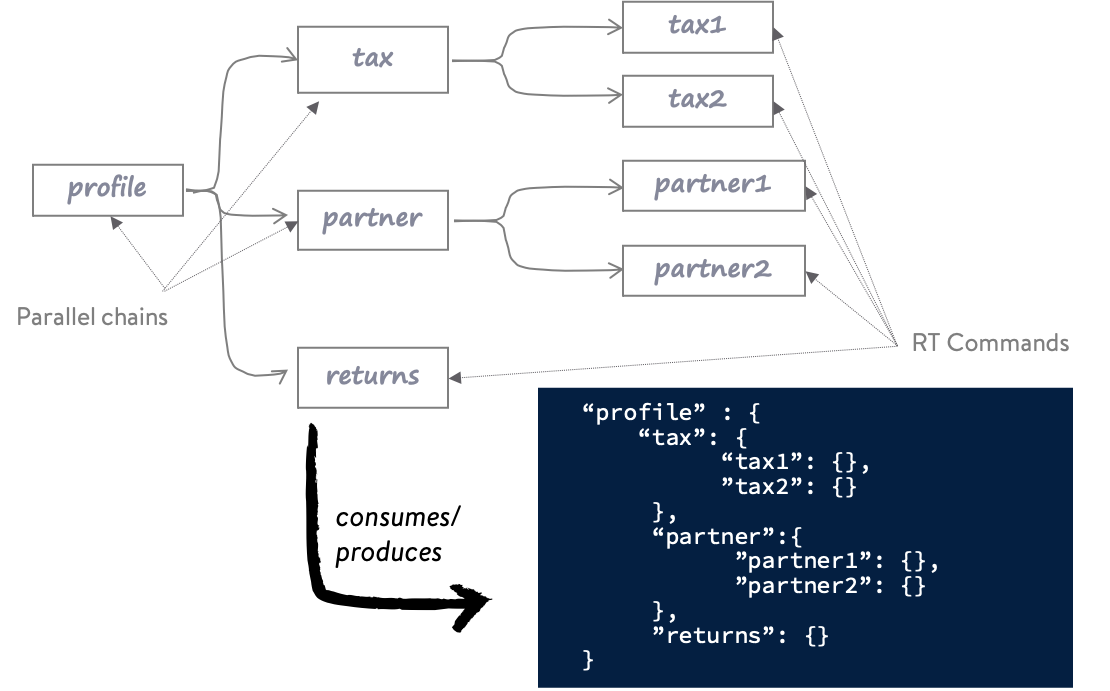 tax1
tax
tax2
profile
partner1
partner
partner2
Parallel chains
RT Commands
returns
“profile” : {
“tax”: {
“tax1”: {},
”tax2”: {}
},
“partner”:{
”partner1”: {},
”partner2”: {}
},
”returns”: {}
}
consumes/
produces